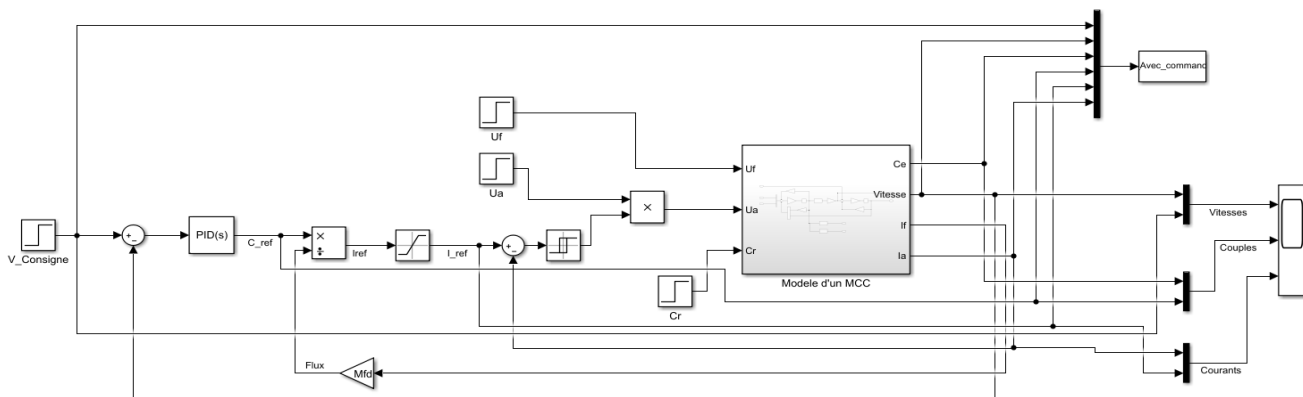 Avec_command
Uf
Ua
Uf
Ua
Cr
Ce
Vitesse
If
Ia
Modele d'un MCC
V_Consigne
+
−
PID(s)
C_ref
×
÷
Iref
I_ref
+
−
×
Cr
Vitesses
Couples
Courants
Flux
Mfd